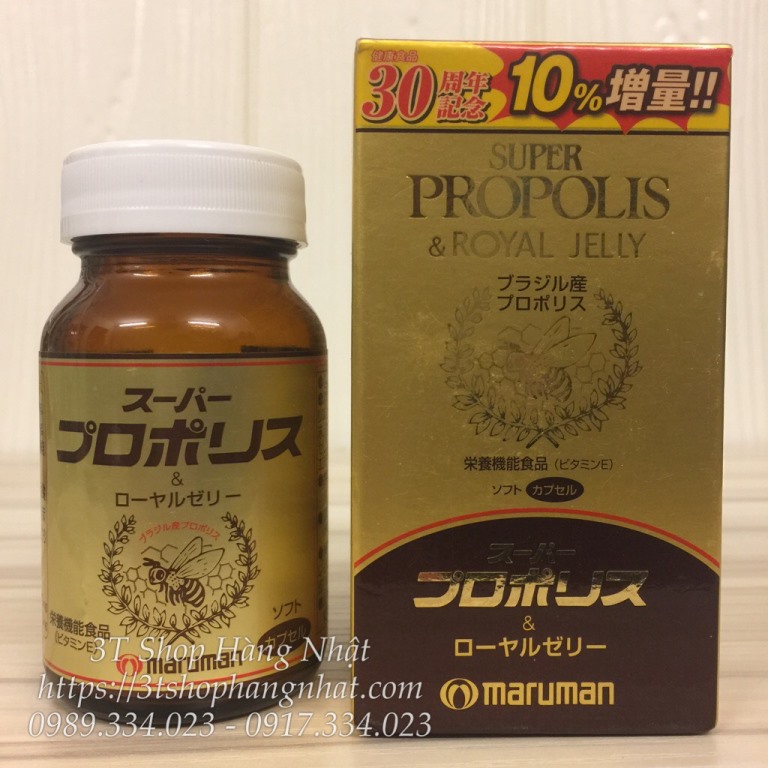 健康食品
30周年記念
10%増量!!
SUPER
PROPOLIS
& ROYAL JELLY
ブラジル産
プロポリス
栄養機能食品(ビタミンE)
ソフト カプセル
スーパー
プロポリス
&
ローヤルゼリー
maruman
スーパー
プロポリス
&
ローヤルゼリー
ブラジル産プロポリス
栄養機能食品
(ビタミンE)
ソフト
カプセル
maruman
3T Shop Hàng Nhật
https://3tshophangnhat.com
0989.334.023 - 0917.334.023